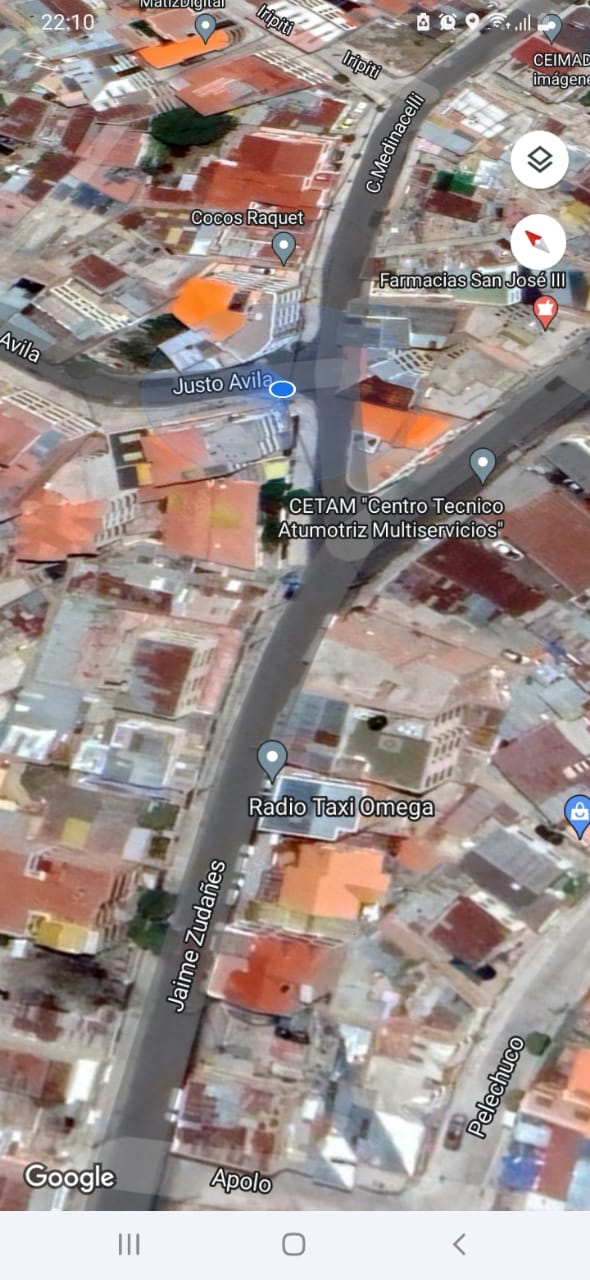 MatizDigital
22:10
Iripiti
Iripiti
CEIMAD
imágene
C.Medinacelli
Cocos Raquet
Farmacias San José III
Avila
Justo Avila
CETAM "Centro Tecnico
Atumotriz Multiservicios"
Radio Taxi Omega
Jaime Zudañes
Pelechuco
Apolo
Google